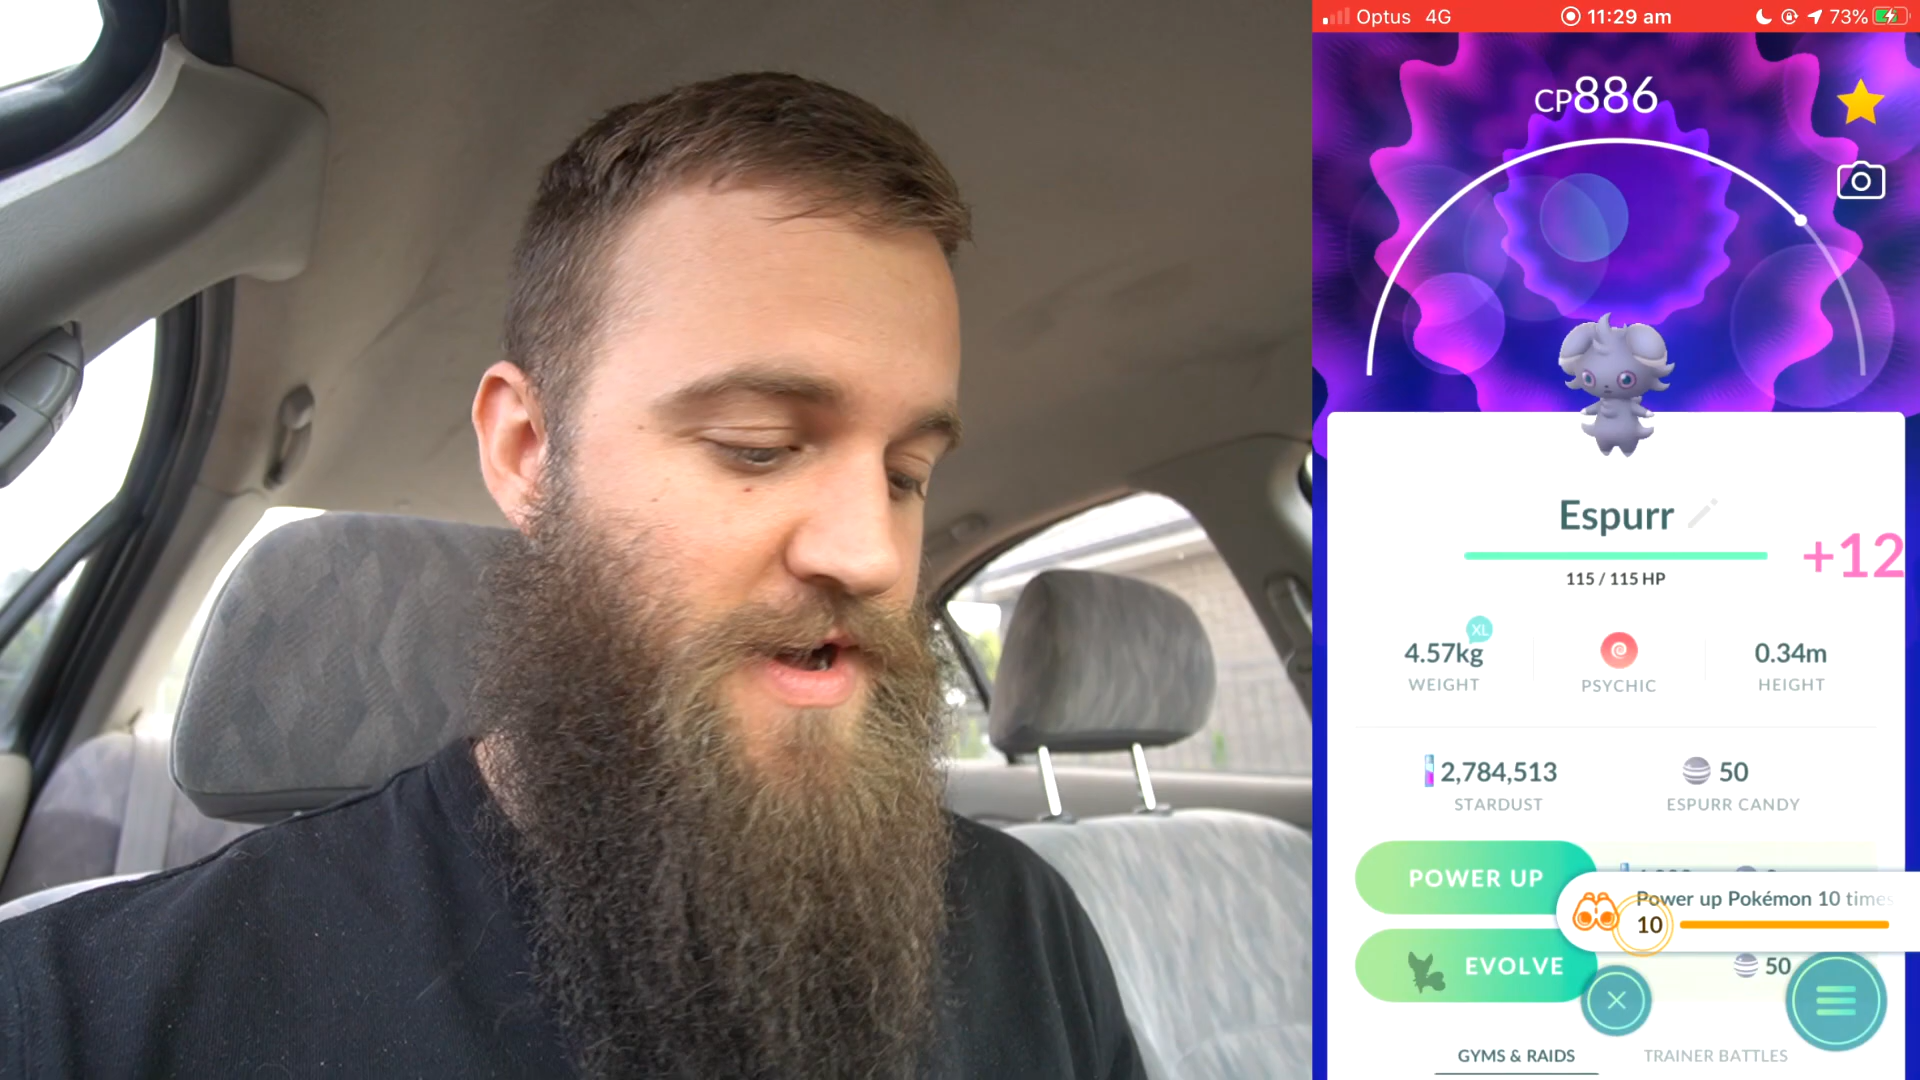 Optus 4G 11:29 am 73%
CP886
Espurr
+12
115 / 115 HP
XL
4.57kg
WEIGHT
PSYCHIC
0.34m
HEIGHT
2,784,513
STARDUST
50
ESPURR CANDY
POWER UP
Power up Pokémon 10 times
10
EVOLVE
50
GYMS & RAIDS
TRAINER BATTLES